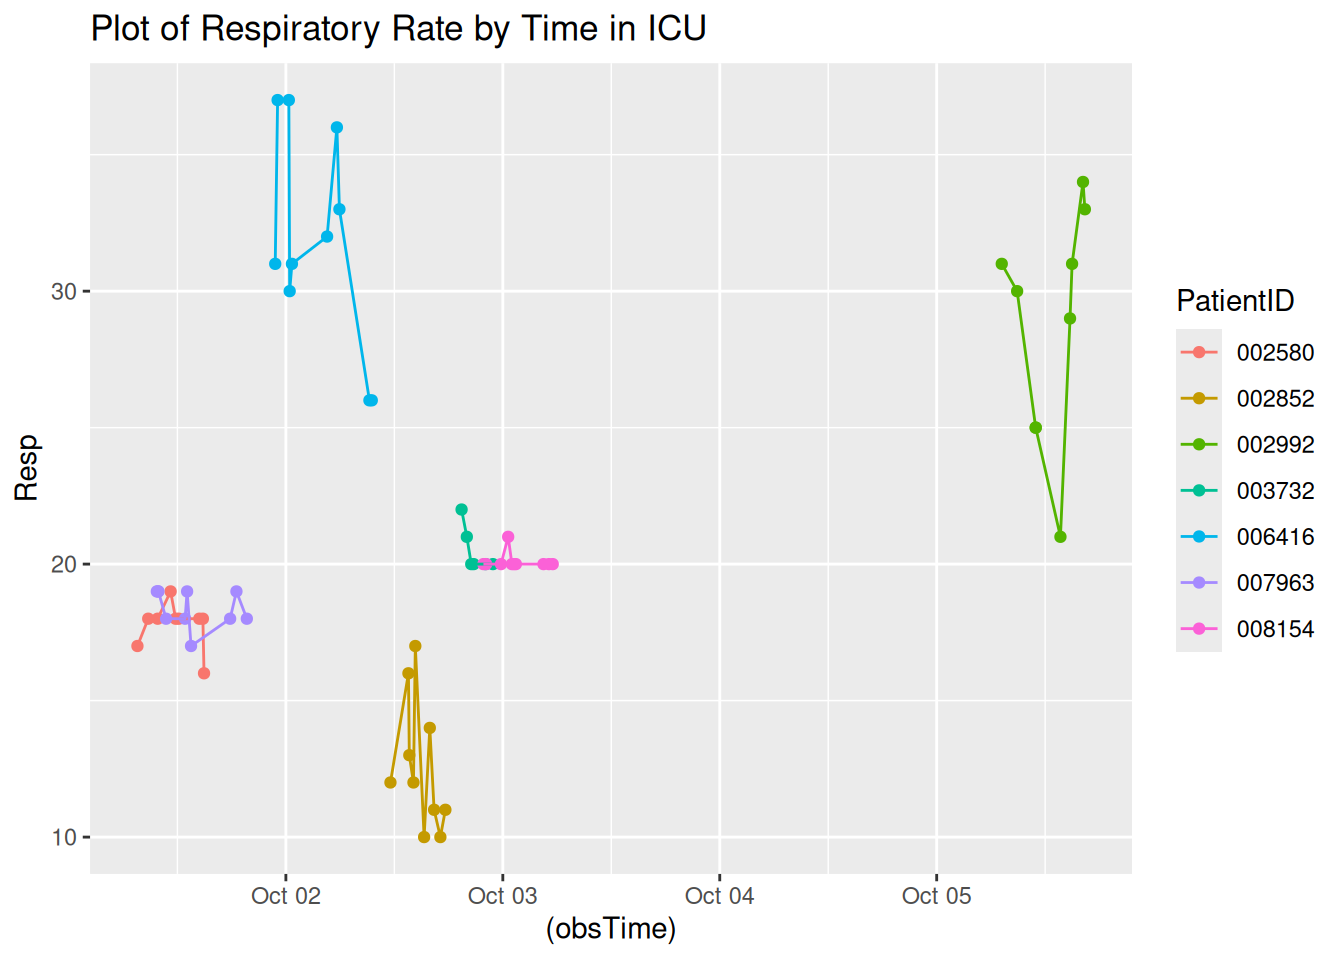 Plot of Respiratory Rate by Time in ICU
Resp
30
20
10
Oct 02
Oct 03
Oct 04
Oct 05
(obsTime)
PatientID
002580
002852
002992
003732
006416
007963
008154